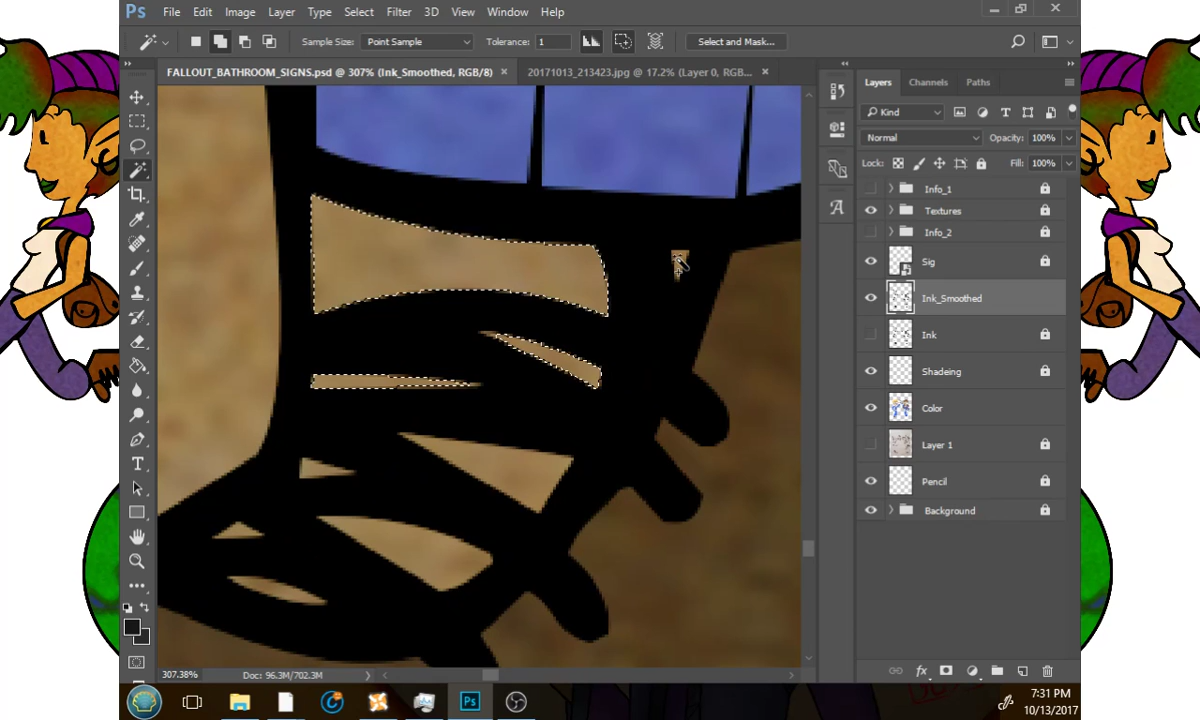 Ps File Edit Image Layer Type Select Filter 3D View Window Help
Sample Size: Point Sample Tolerance: 1 Select and Mask...
FALLOUT_BATHROOM_SIGNS.psd @ 307% (Ink_Smoothed, RGB/8) × 20171013_213423.jpg @ 17.2% (Layer 0, RGB... ×
Layers Channels Paths
Kind
Normal Opacity: 100%
Lock: Fill: 100%
Info_1
Textures
Info_2
Sig
Ink_Smoothed
Ink
Shadeing
Color
Layer 1
Pencil
Background
307.38% Doc: 96.3M/702.3M
fx
Ps
7:31 PM
10/13/2017